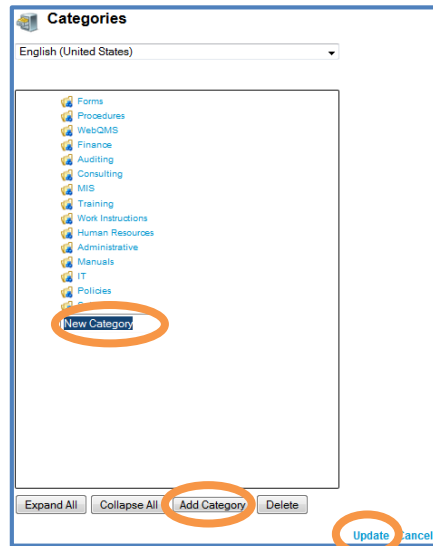 Categories
English (United States)
Forms
Procedures
WebQMS
Finance
Auditing
Consulting
MIS
Training
Work Instructions
Human Resources
Administrative
Manuals
IT
Policies
New Category
Expand All Collapse All Add Category Delete
Update Cancel